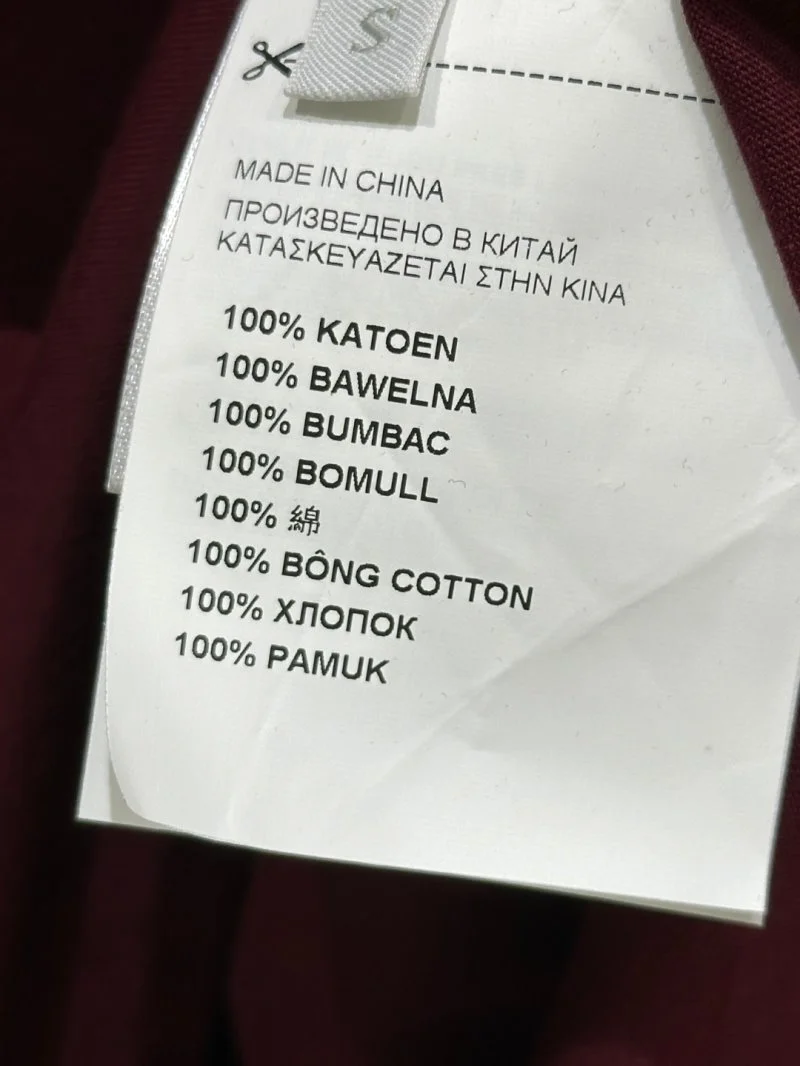 S
MADE IN CHINA
ПРОИЗВЕДЕНО В КИТАЙ
ΚΑΤΑΣΚΕΥΑΖΕΤΑΙ ΣΤΗΝ ΚΙΝΑ
100% KATOEN
100% BAWELNA
100% BUMBAC
100% BOMULL
100% 綿
100% BÔNG COTTON
100% ХЛОПОК
100% PAMUK